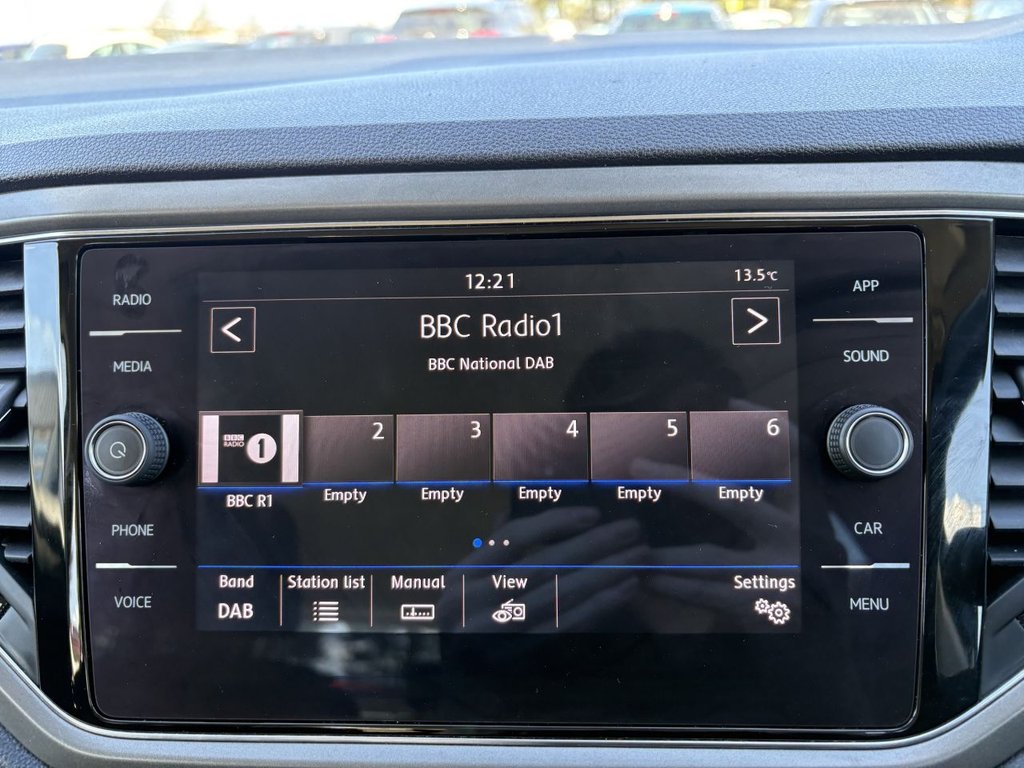 12:21
13.5°C
RADIO
MEDIA
PHONE
VOICE
<
BBC Radio1
>
BBC National DAB
BBC RADIO 1
2
3
4
5
6
BBC R1
Empty
Empty
Empty
Empty
Empty
Band
Station list
Manual
View
Settings
DAB
APP
SOUND
CAR
MENU